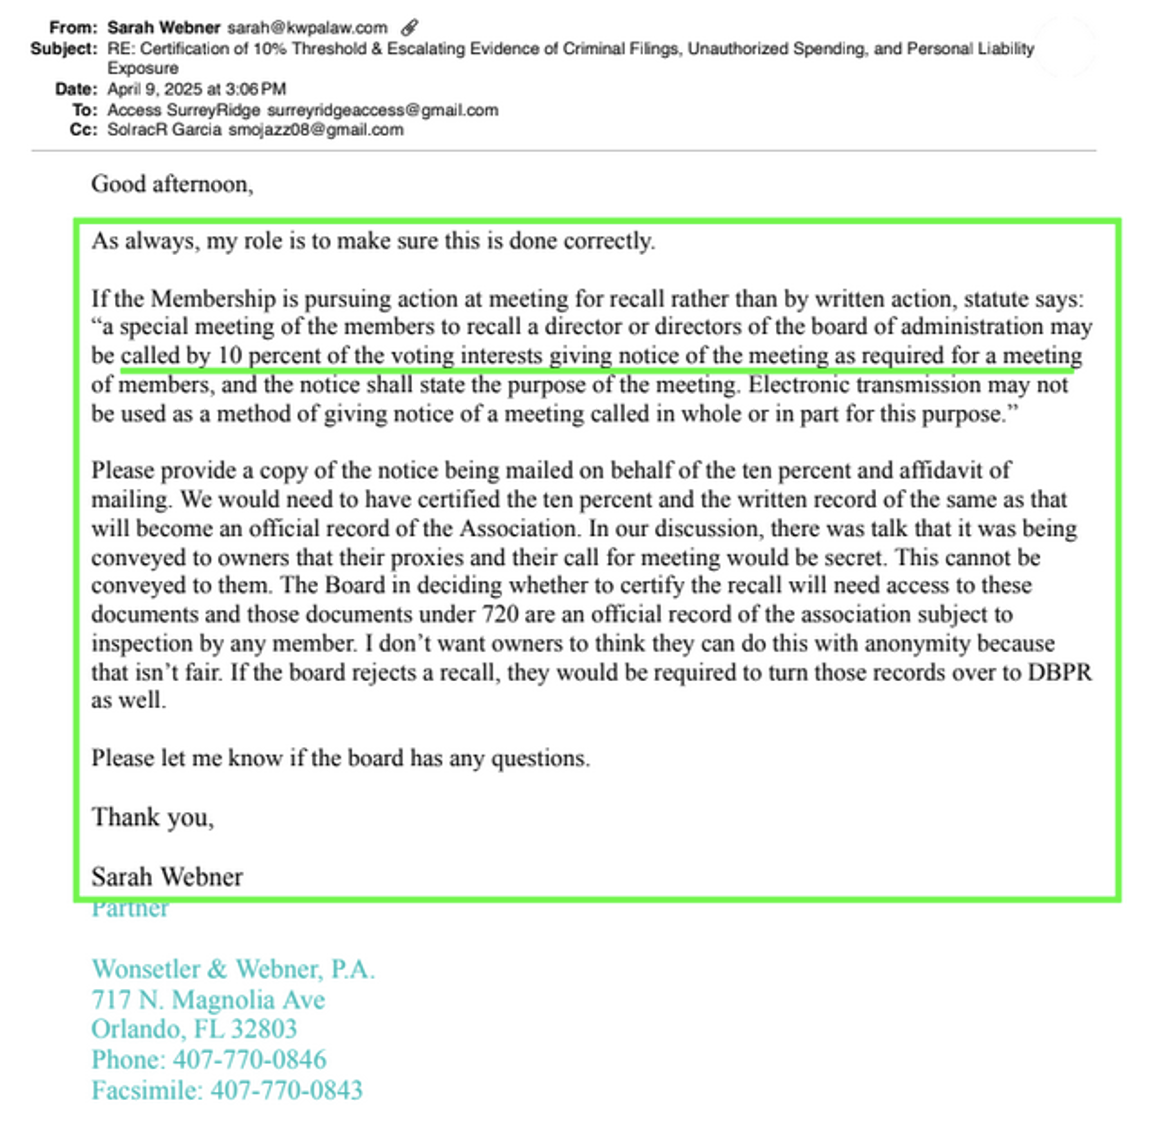 From: Sarah Webner sarah@kwpalaw.com
Subject: RE: Certification of 10% Threshold & Escalating Evidence of Criminal Filings, Unauthorized Spending, and Personal Liability
Exposure
Date: April 9, 2025 at 3:06 PM
To: Access SurreyRidge surreyridgeaccess@gmail.com
Cc: SolracR Garcia smojazz08@gmail.com
Good afternoon,
As always, my role is to make sure this is done correctly.
If the Membership is pursuing action at meeting for recall rather than by written action, statute says:
“a special meeting of the members to recall a director or directors of the board of administration may
be called by 10 percent of the voting interests giving notice of the meeting as required for a meeting
of members, and the notice shall state the purpose of the meeting. Electronic transmission may not
be used as a method of giving notice of a meeting called in whole or in part for this purpose.”
Please provide a copy of the notice being mailed on behalf of the ten percent and affidavit of
mailing. We would need to have certified the ten percent and the written record of the same as that
will become an official record of the Association. In our discussion, there was talk that it was being
conveyed to owners that their proxies and their call for meeting would be secret. This cannot be
conveyed to them. The Board in deciding whether to certify the recall will need access to these
documents and those documents under 720 are an official record of the association subject to
inspection by any member. I don’t want owners to think they can do this with anonymity because
that isn’t fair. If the board rejects a recall, they would be required to turn those records over to DBPR
as well.
Please let me know if the board has any questions.
Thank you,
Sarah Webner
Partner
Wonsetler & Webner, P.A.
717 N. Magnolia Ave
Orlando, FL 32803
Phone: 407-770-0846
Facsimile: 407-770-0843